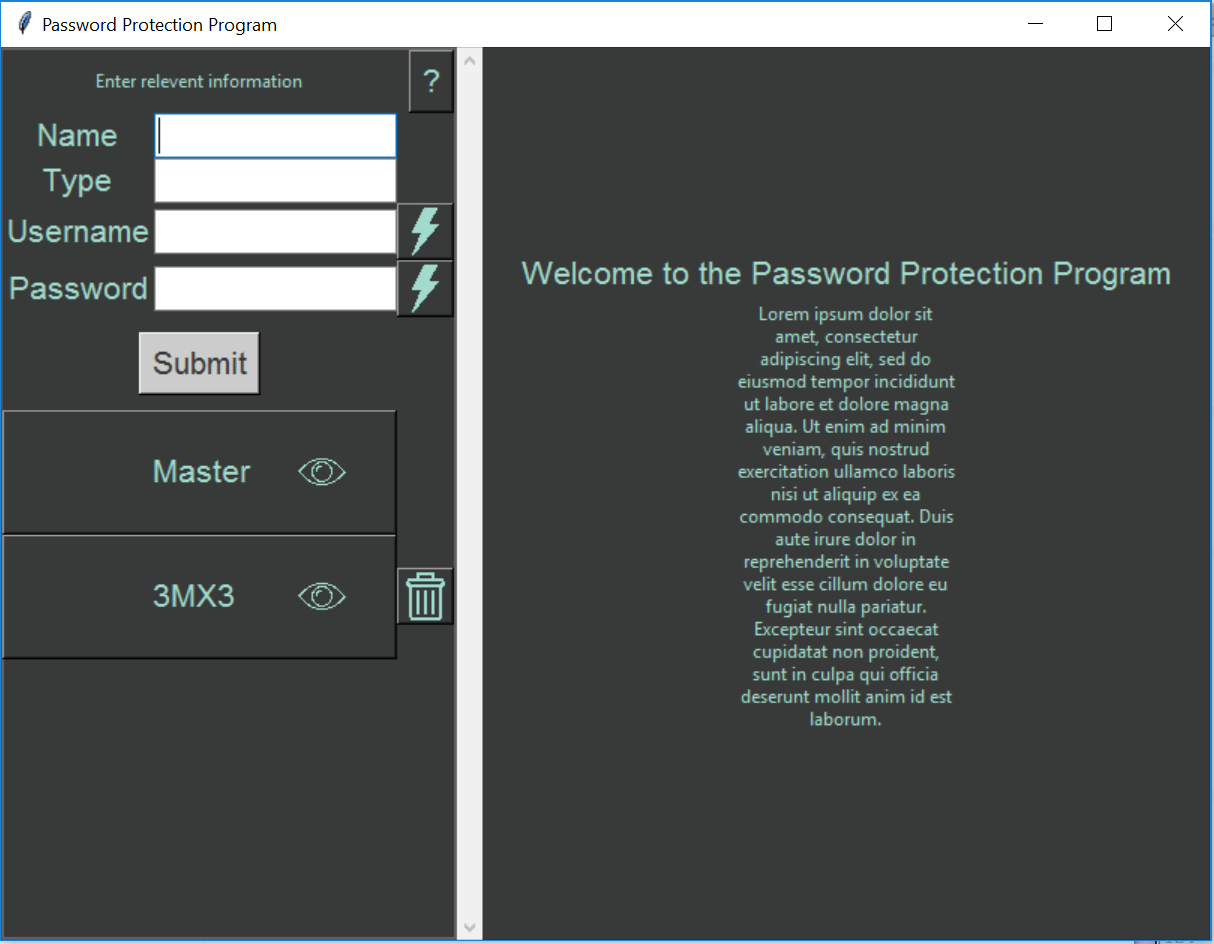 Password Protection Program
Enter relevent information
?
Name
Type
Username
Password
Submit
Master
3MX3
Welcome to the Password Protection Program
Lorem ipsum dolor sit
amet, consectetur
adipiscing elit, sed do
eiusmod tempor incididunt
ut labore et dolore magna
aliqua. Ut enim ad minim
veniam, quis nostrud
exercitation ullamco laboris
nisi ut aliquip ex ea
commodo consequat. Duis
aute irure dolor in
reprehenderit in voluptate
velit esse cillum dolore eu
fugiat nulla pariatur.
Excepteur sint occaecat
cupidatat non proident,
sunt in culpa qui officia
deserunt mollit anim id est
laborum.